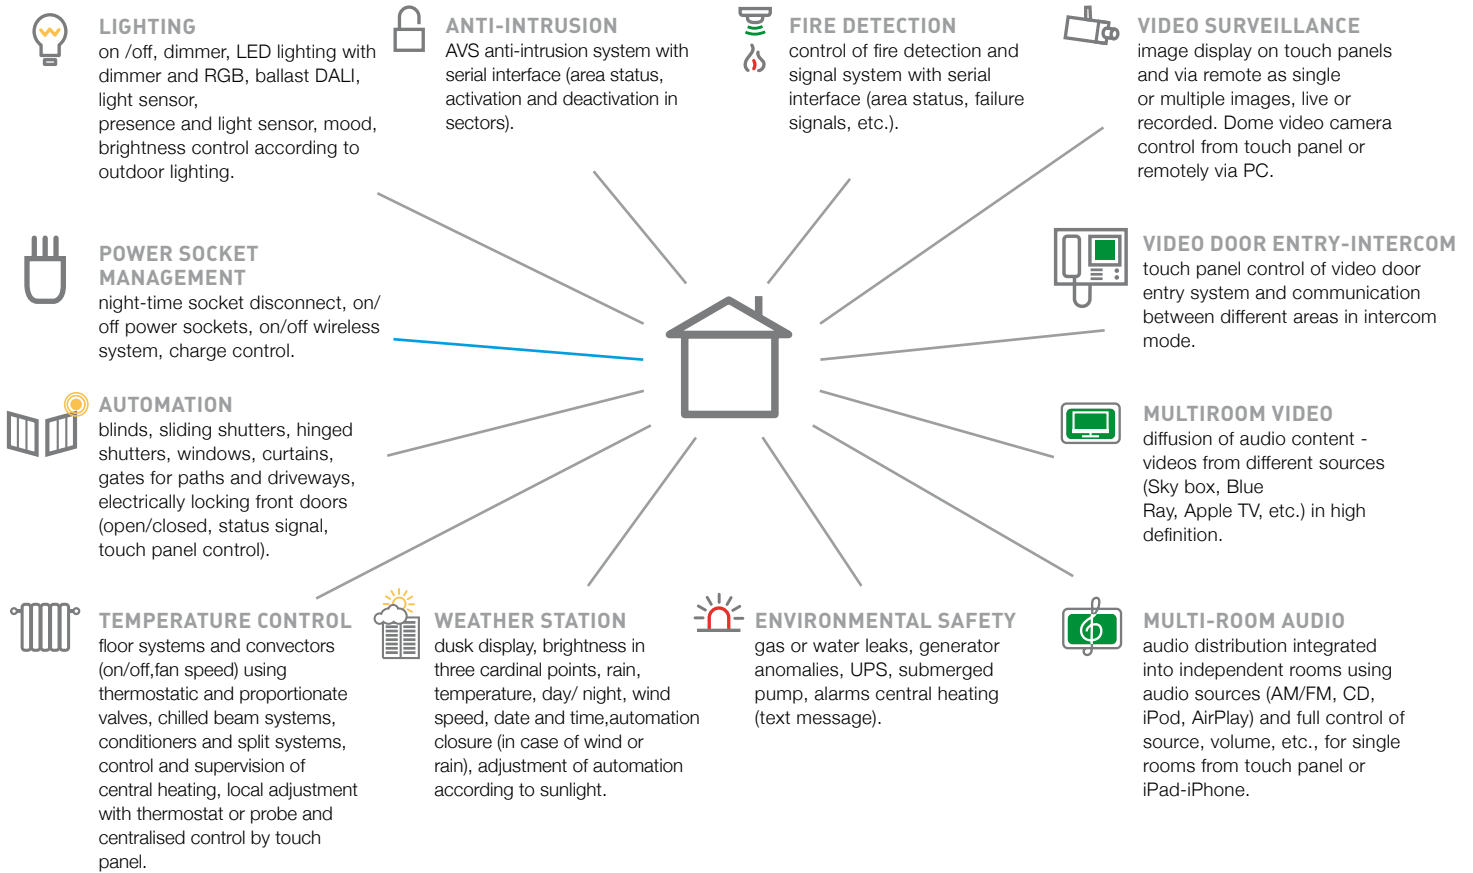 LIGHTING
on /off, dimmer, LED lighting with
dimmer and RGB, ballast DALI,
light sensor,
presence and light sensor, mood,
brightness control according to
outdoor lighting.
ANTI-INTRUSION
AVS anti-intrusion system with
serial interface (area status,
activation and deactivation in
sectors).
FIRE DETECTION
control of fire detection and
signal system with serial
interface (area status, failure
signals, etc.).
VIDEO SURVEILLANCE
image display on touch panels
and via remote as single
or multiple images, live or
recorded. Dome video camera
control from touch panel or
remotely via PC.
POWER SOCKET
MANAGEMENT
night-time socket disconnect, on/
off power sockets, on/off wireless
system, charge control.
VIDEO DOOR ENTRY-INTERCOM
touch panel control of video door
entry system and communication
between different areas in intercom
mode.
AUTOMATION
blinds, sliding shutters, hinged
shutters, windows, curtains,
gates for paths and driveways,
electrically locking front doors
(open/closed, status signal,
touch panel control).
MULTIROOM VIDEO
diffusion of audio content -
videos from different sources
(Sky box, Blue
Ray, Apple TV, etc.) in high
definition.
TEMPERATURE CONTROL
floor systems and convectors
(on/off,fan speed) using
thermostatic and proportionate
valves, chilled beam systems,
conditioners and split systems,
control and supervision of
central heating, local adjustment
with thermostat or probe and
centralised control by touch
panel.
WEATHER STATION
dusk display, brightness in
three cardinal points, rain,
temperature, day/ night, wind
speed, date and time,automation
closure (in case of wind or
rain), adjustment of automation
according to sunlight.
ENVIRONMENTAL SAFETY
gas or water leaks, generator
anomalies, UPS, submerged
pump, alarms central heating
(text message).
MULTI-ROOM AUDIO
audio distribution integrated
into independent rooms using
audio sources (AM/FM, CD,
iPod, AirPlay) and full control of
source, volume, etc., for single
rooms from touch panel or
iPad-iPhone.